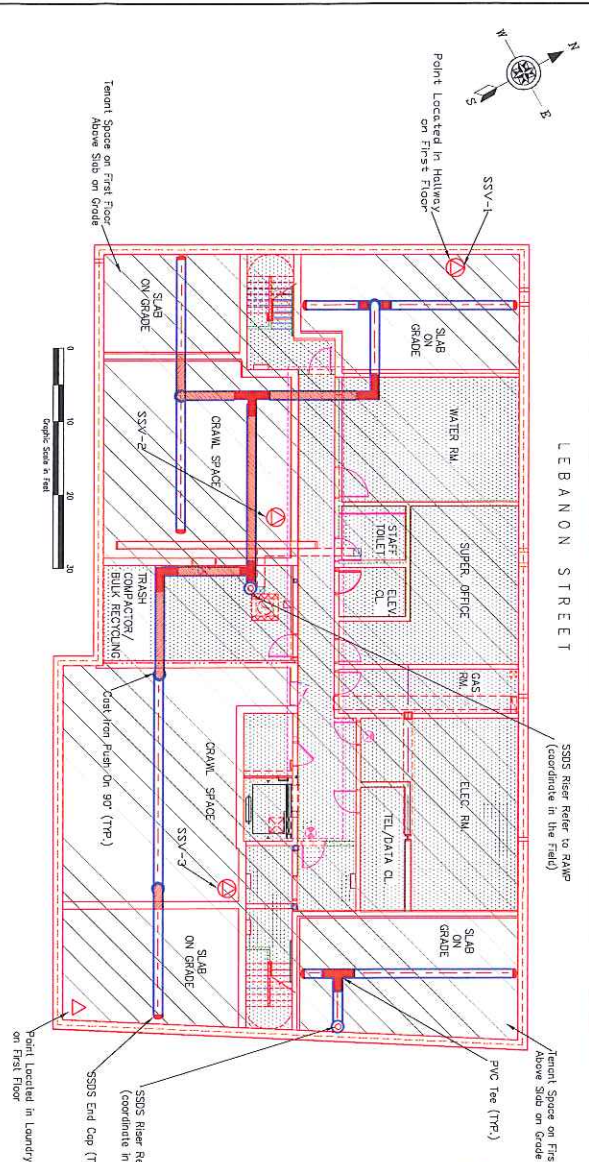 N
W
E
S
Point Located In Hallway
on First Floor
SSV-1
LEBANON STREET
SSDS Riser Refer to RAWP
(coordinate in the Field)
Tenant Space on Firs
Above Slab on Grade
PVC Tee (TYP.)
SLAB
ON
GRADE
WATER RM.
SUPER. OFFICE
STAFF
TOILET
ELEV.
CL.
GAS
RM.
ELEC. RM.
TEL/DATA CL.
SLAB
ON
GRADE
SLAB
ON GRADE
CRAWL SPACE
TRASH
COMPACTOR/
BULK RECYCLING
CRAWL SPACE
SLAB
ON GRADE
Tenant Space on First Floor
Above Slab on Grade
SSV-2
Cast Iron Push-On 90° (TYP.)
SSV-3
0
10
20
30
Graphic Scale in Feet
SSDS Riser Re
(coordinate in
SSDS End Cap (T
Point Located in Laundry
on First Floor